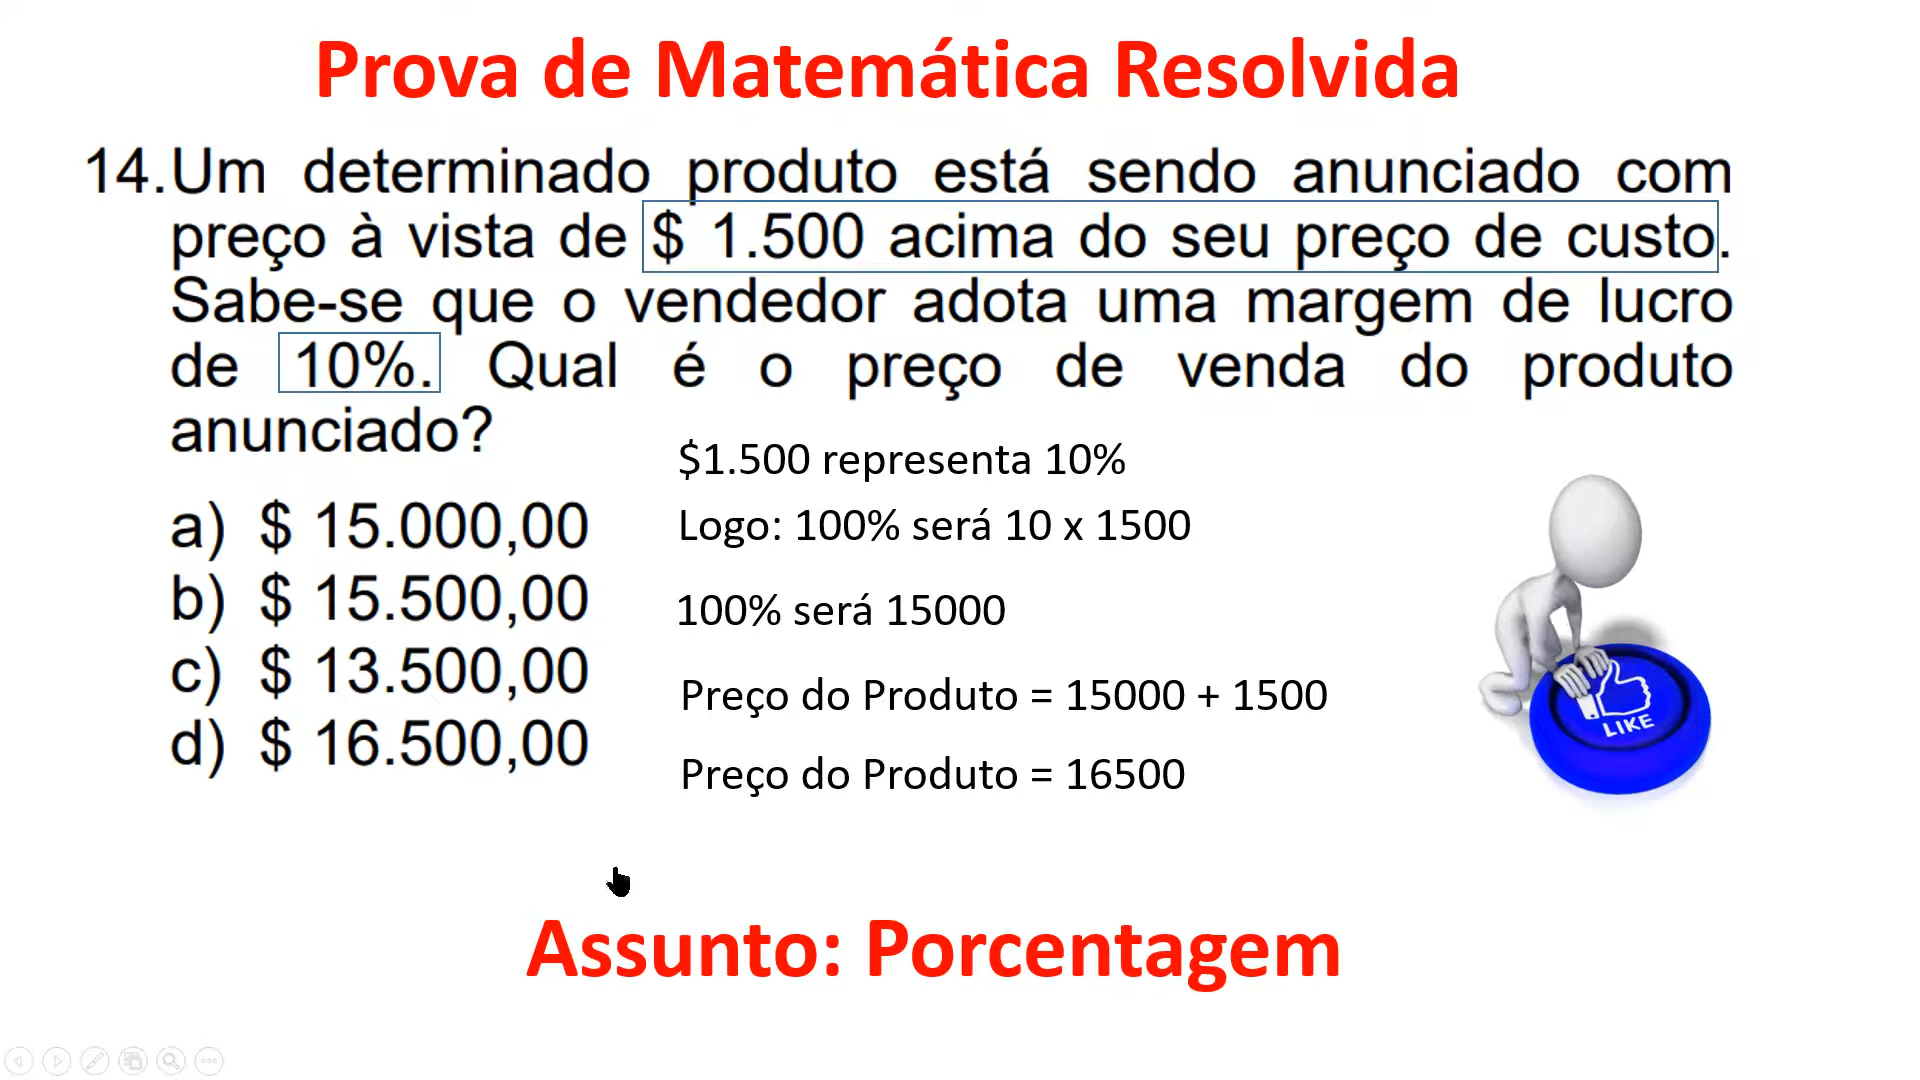 Prova de Matemática Resolvida
14.Um determinado produto está sendo anunciado com
preço à vista de $ 1.500 acima do seu preço de custo.
Sabe-se que o vendedor adota uma margem de lucro
de 10%. Qual é o preço de venda do produto
anunciado?
$1.500 representa 10%
a) $ 15.000,00
Logo: 100% será 10 x 1500
b) $ 15.500,00
100% será 15000
c) $ 13.500,00
Preço do Produto = 15000 + 1500
LIKE
d) $ 16.500,00
Preço do Produto = 16500
Assunto: Porcentagem